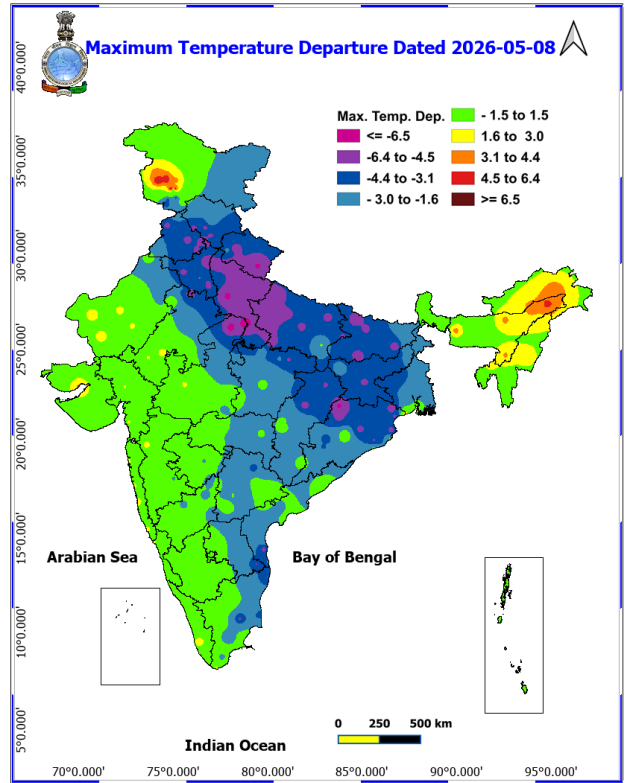 Maximum Temperature Departure Dated 2026-05-08
Max. Temp. Dep.
<= -6.5
-6.4 to -4.5
-4.4 to -3.1
- 3.0 to -1.6
- 1.5 to 1.5
1.6 to 3.0
3.1 to 4.4
4.5 to 6.4
>= 6.5
40°0.000'
35°0.000'
30°0.000'
25°0.000'
20°0.000'
15°0.000'
10°0.000'
5°0.000'
Arabian Sea
Bay of Bengal
Indian Ocean
0 250 500 km
70°0.000' 75°0.000' 80°0.000' 85°0.000' 90°0.000' 95°0.000'